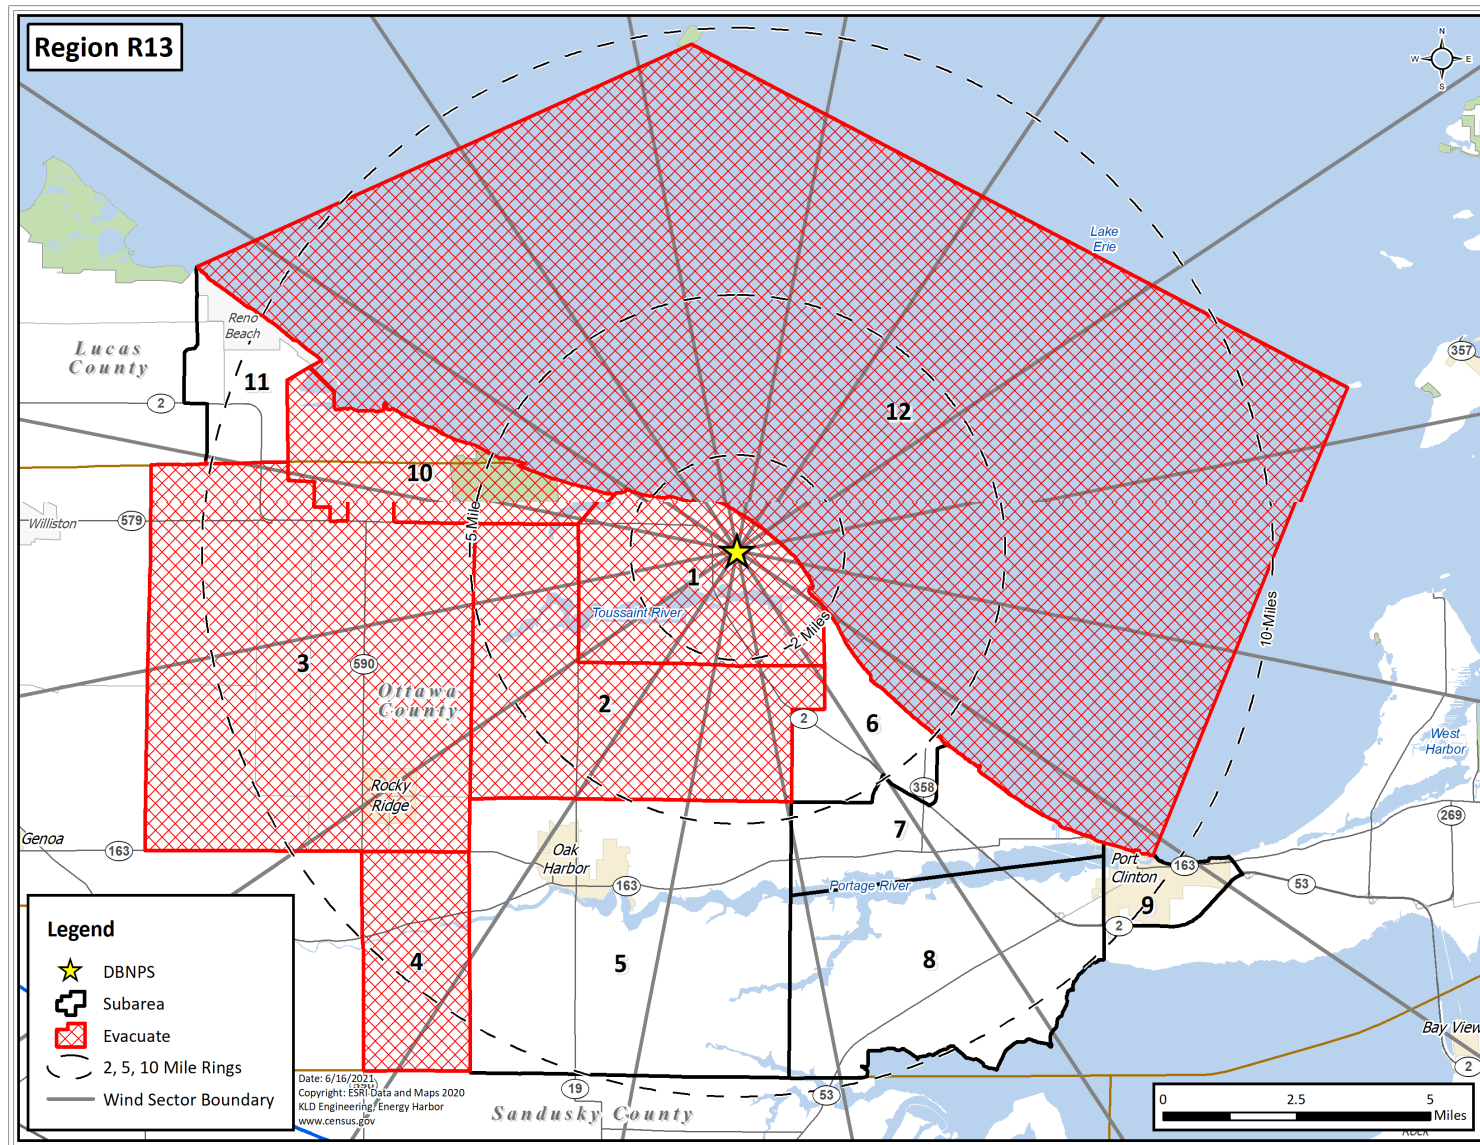 Region R13
N
W E
S
Lake
Erie
357
Reno
Beach
Lucas
County
11
2
12
10
Williston
579
5 Mile
1
Toussaint River
2 Miles
10 Miles
3
590
Ottawa
County
2
2
6
West
Harbor
Rocky
Ridge
358
7
269
Genoa
163
Oak
Harbor
163
Portage River
Port
Clinton
163
53
9
2
4
5
8
Bay View
2
Legend
DBNPS
Subarea
Evacuate
2, 5, 10 Mile Rings
Wind Sector Boundary
590
Date: 6/16/2021
Copyright: ESRI Data and Maps 2020
KLD Engineering, Energy Harbor
www.census.gov
19
53
Sandusky County
0 2.5 5
Miles
Rock